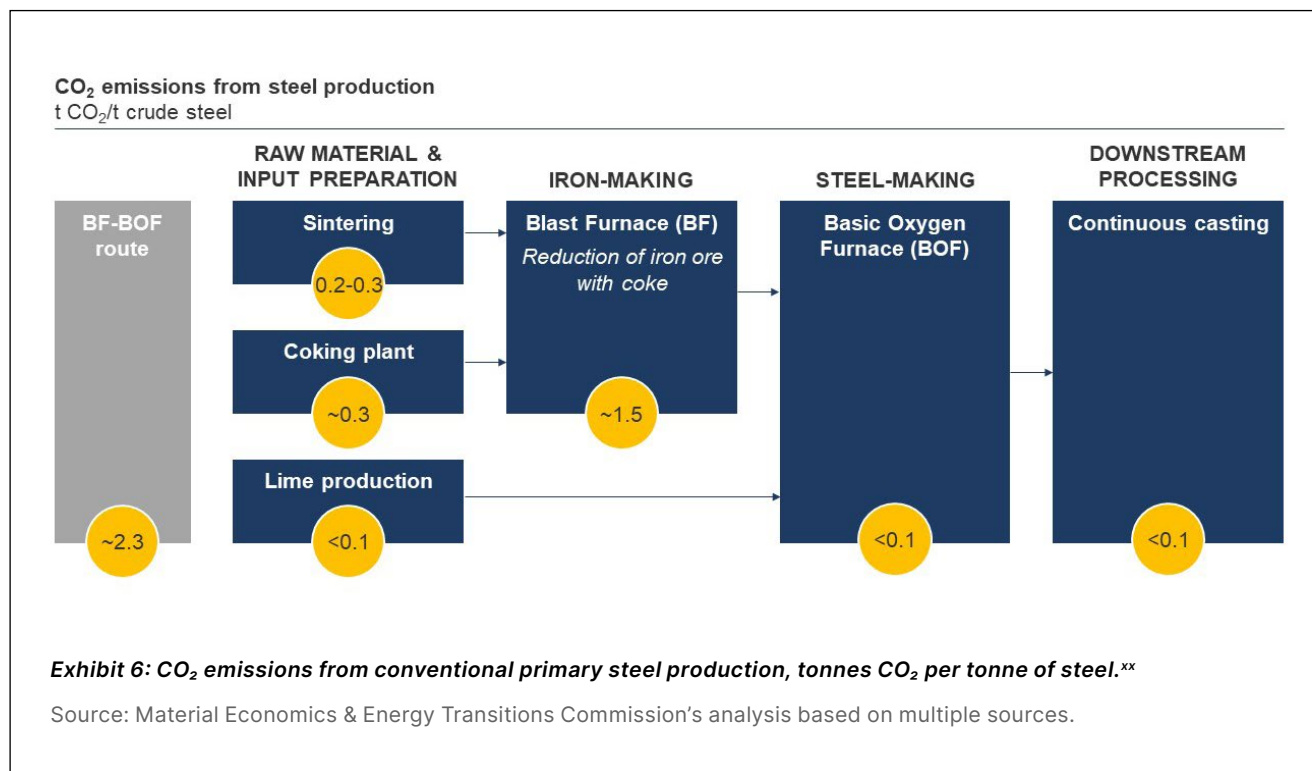 CO₂ emissions from steel production
t CO₂/t crude steel
RAW MATERIAL &
INPUT PREPARATION
IRON-MAKING
STEEL-MAKING
DOWNSTREAM
PROCESSING
BF-BOF
route
~2.3
Sintering
0.2-0.3
Coking plant
~0.3
Lime production
<0.1
Blast Furnace (BF)
Reduction of iron ore
with coke
~1.5
Basic Oxygen
Furnace (BOF)
<0.1
Continuous casting
<0.1
Exhibit 6: CO₂ emissions from conventional primary steel production, tonnes CO₂ per tonne of steel.ˣˣ
Source: Material Economics & Energy Transitions Commission’s analysis based on multiple sources.